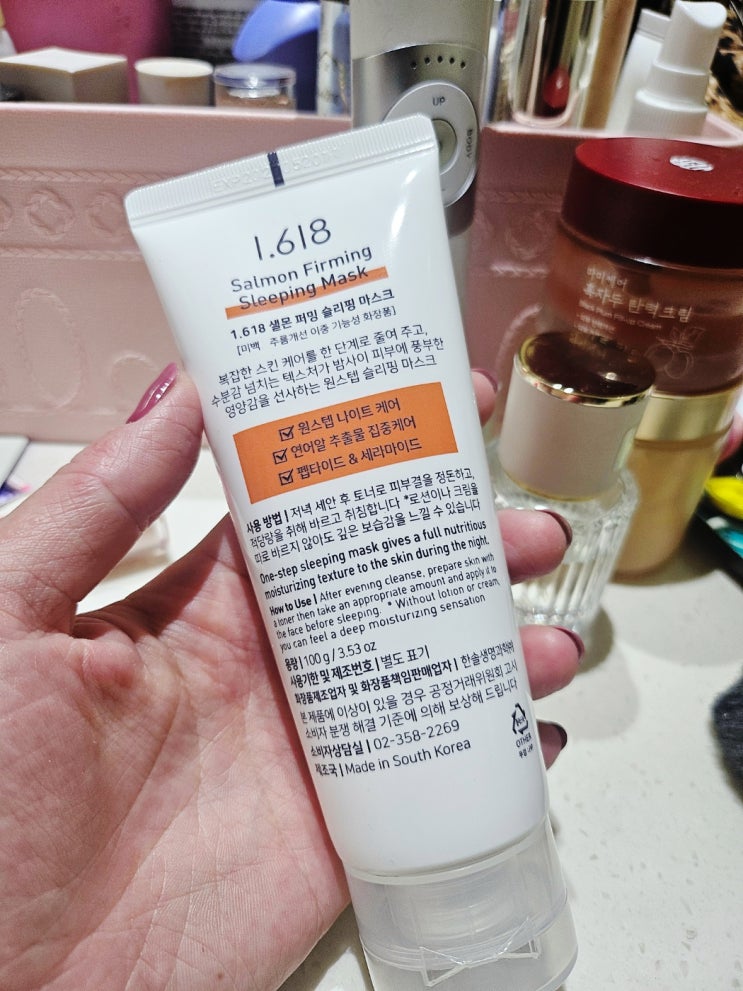 UP
BODY
1.618
Salmon Firming
Sleeping Mask
1.618 샐몬 퍼밍 슬리핑 마스크
[미백 주름개선 이중 기능성 화장품]
복잡한 스킨 케어를 한 단계로 줄여 주고,
수분감 넘치는 텍스처가 밤사이 피부에 풍부한
영양감을 선사하는 원스텝 슬리핑 마스크
원스텝 나이트 케어
연어알 추출물 집중케어
펩타이드 & 세라마이드
사용 방법 | 저녁 세안 후 토너로 피부결을 정돈하고,
적당량을 취해 바르고 취침합니다 *로션이나 크림을
따로 바르지 않아도 깊은 보습감을 느낄 수 있습니다
One-step sleeping mask gives a full nutritious
moisturizing texture to the skin during the night.
How to Use | After evening cleanse, prepare skin with
a toner then take an appropriate amount and apply it to
the face before sleeping. * Without lotion or cream,
you can feel a deep moisturizing sensation
용량 | 100 g / 3.53 oz
사용기한 및 제조번호 | 별도 표기
화장품제조업자 및 화장품책임판매업자 | 한솔생명과학㈜
본 제품에 이상이 있을 경우 공정거래위원회 고시
소비자 분쟁 해결 기준에 의해 보상해 드립니다
소비자상담실 | 02-358-2269
제조국 | Made in South Korea
OTHER
흑자두 탄력크림